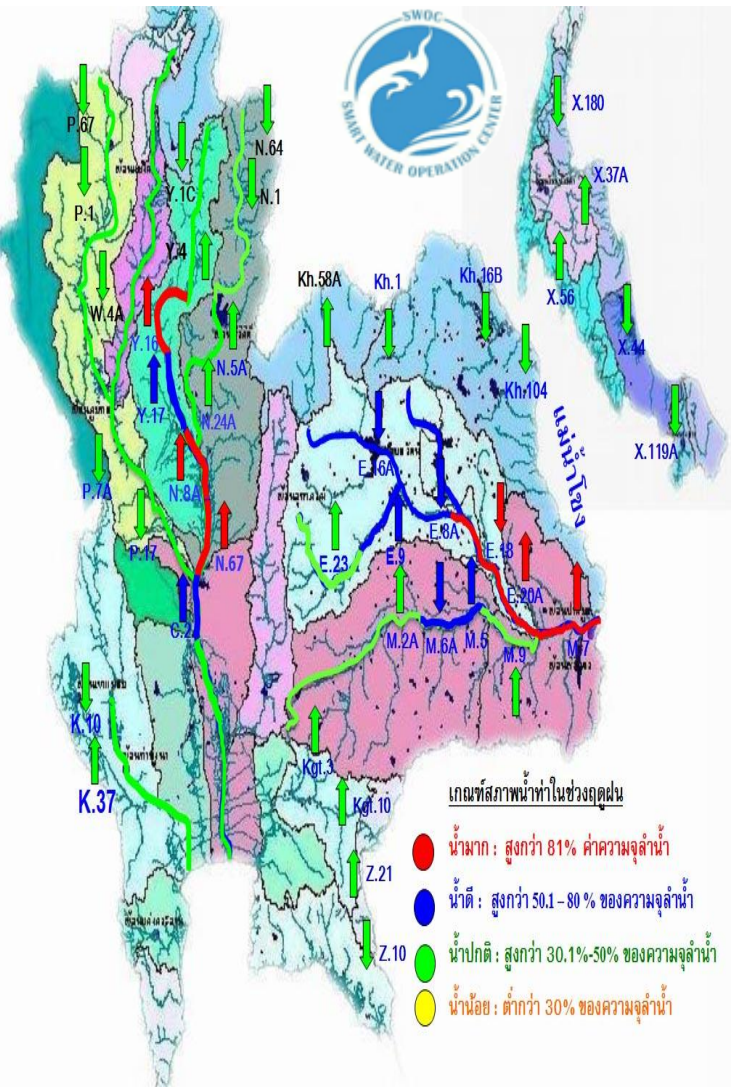 SWOC
SMART WATER OPERATION CENTER
P.67
N.64
Y.1C
N.1
P.1
Y.4
W.4A
Y.16
N.5A
Y.17
N.24A
P.7A
N.8A
P.17
N.67
C.2
K.10
K.37
X.180
X.37A
X.56
X.44
X.119A
Kh.58A
Kh.1
Kh.16B
Kh.104
แม่น้ำโขง
E.16A
E.8A
E.18
E.23
E.9
E.20A
M.2A
M.6A
M.5
M.9
M.7
Kgt.3
Kgt.10
Z.21
Z.10
เกณฑ์สภาพน้ำท่าในช่วงฤดูฝน
น้ำมาก : สูงกว่า 81% ค่าความจุลำน้ำ
น้ำดี : สูงกว่า 50.1 – 80 % ของความจุลำน้ำ
น้ำปกติ : สูงกว่า 30.1%-50% ของความจุลำน้ำ
น้ำน้อย : ต่ำกว่า 30% ของความจุลำน้ำ